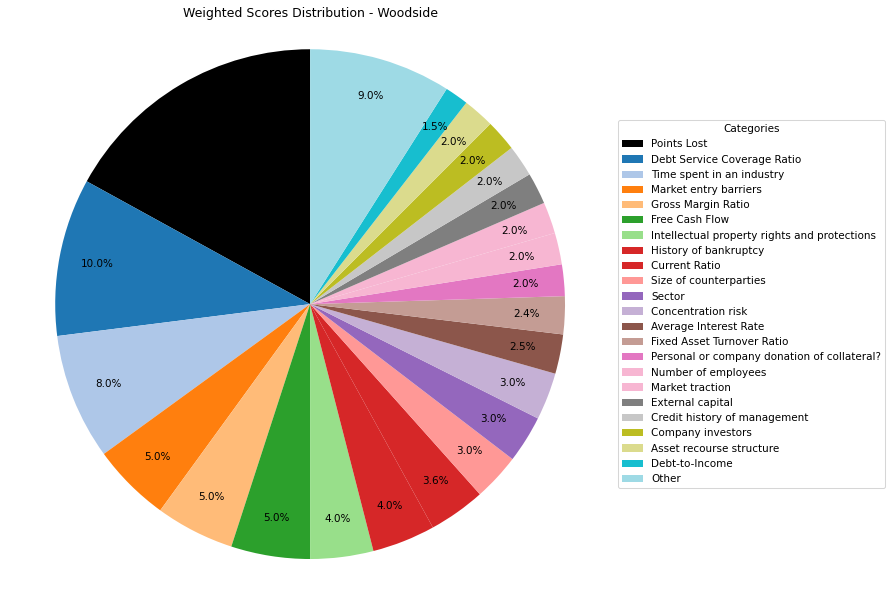 Weighted Scores Distribution - Woodside
9.0%
1.5%
2.0%
2.0%
2.0%
2.0%
2.0%
2.0%
2.0%
2.4%
2.5%
3.0%
3.0%
3.0%
3.6%
4.0%
4.0%
5.0%
5.0%
5.0%
8.0%
10.0%
Categories
Points Lost
Debt Service Coverage Ratio
Time spent in an industry
Market entry barriers
Gross Margin Ratio
Free Cash Flow
Intellectual property rights and protections
History of bankruptcy
Current Ratio
Size of counterparties
Sector
Concentration risk
Average Interest Rate
Fixed Asset Turnover Ratio
Personal or company donation of collateral?
Number of employees
Market traction
External capital
Credit history of management
Company investors
Asset recourse structure
Debt-to-Income
Other